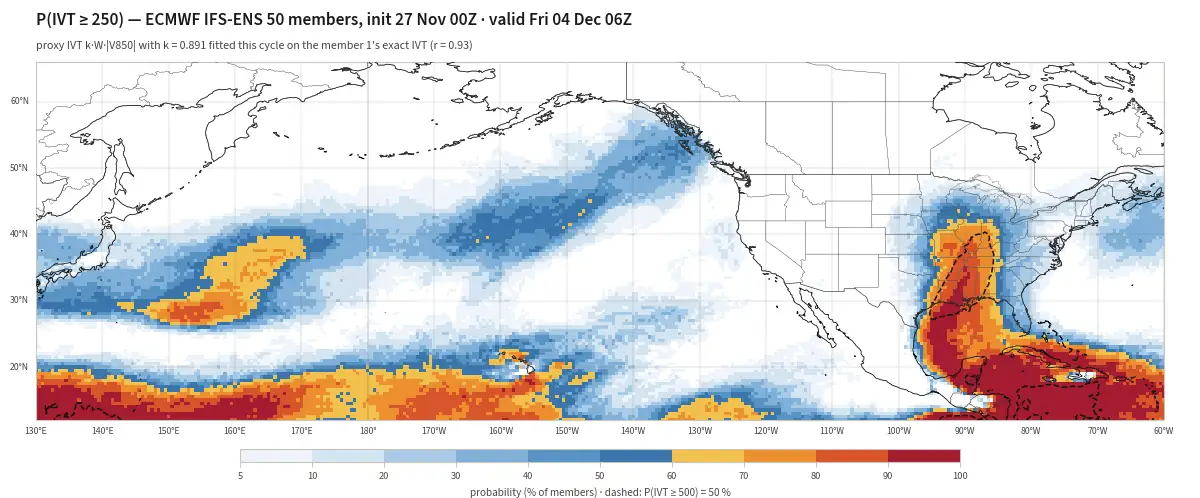 P(IVT ≥ 250) — ECMWF IFS-ENS 50 members, init 27 Nov 00Z · valid Fri 04 Dec 06Z
proxy IVT k·W·|V850| with k = 0.891 fitted this cycle on the member 1's exact IVT (r = 0.93)
60°N
50°N
40°N
30°N
20°N
130°E 140°E 150°E 160°E 170°E 180° 170°W 160°W 150°W 140°W 130°W 120°W 110°W 100°W 90°W 80°W 70°W 60°W
5 10 20 30 40 50 60 70 80 90 100
probability (% of members) · dashed: P(IVT ≥ 500) = 50 %